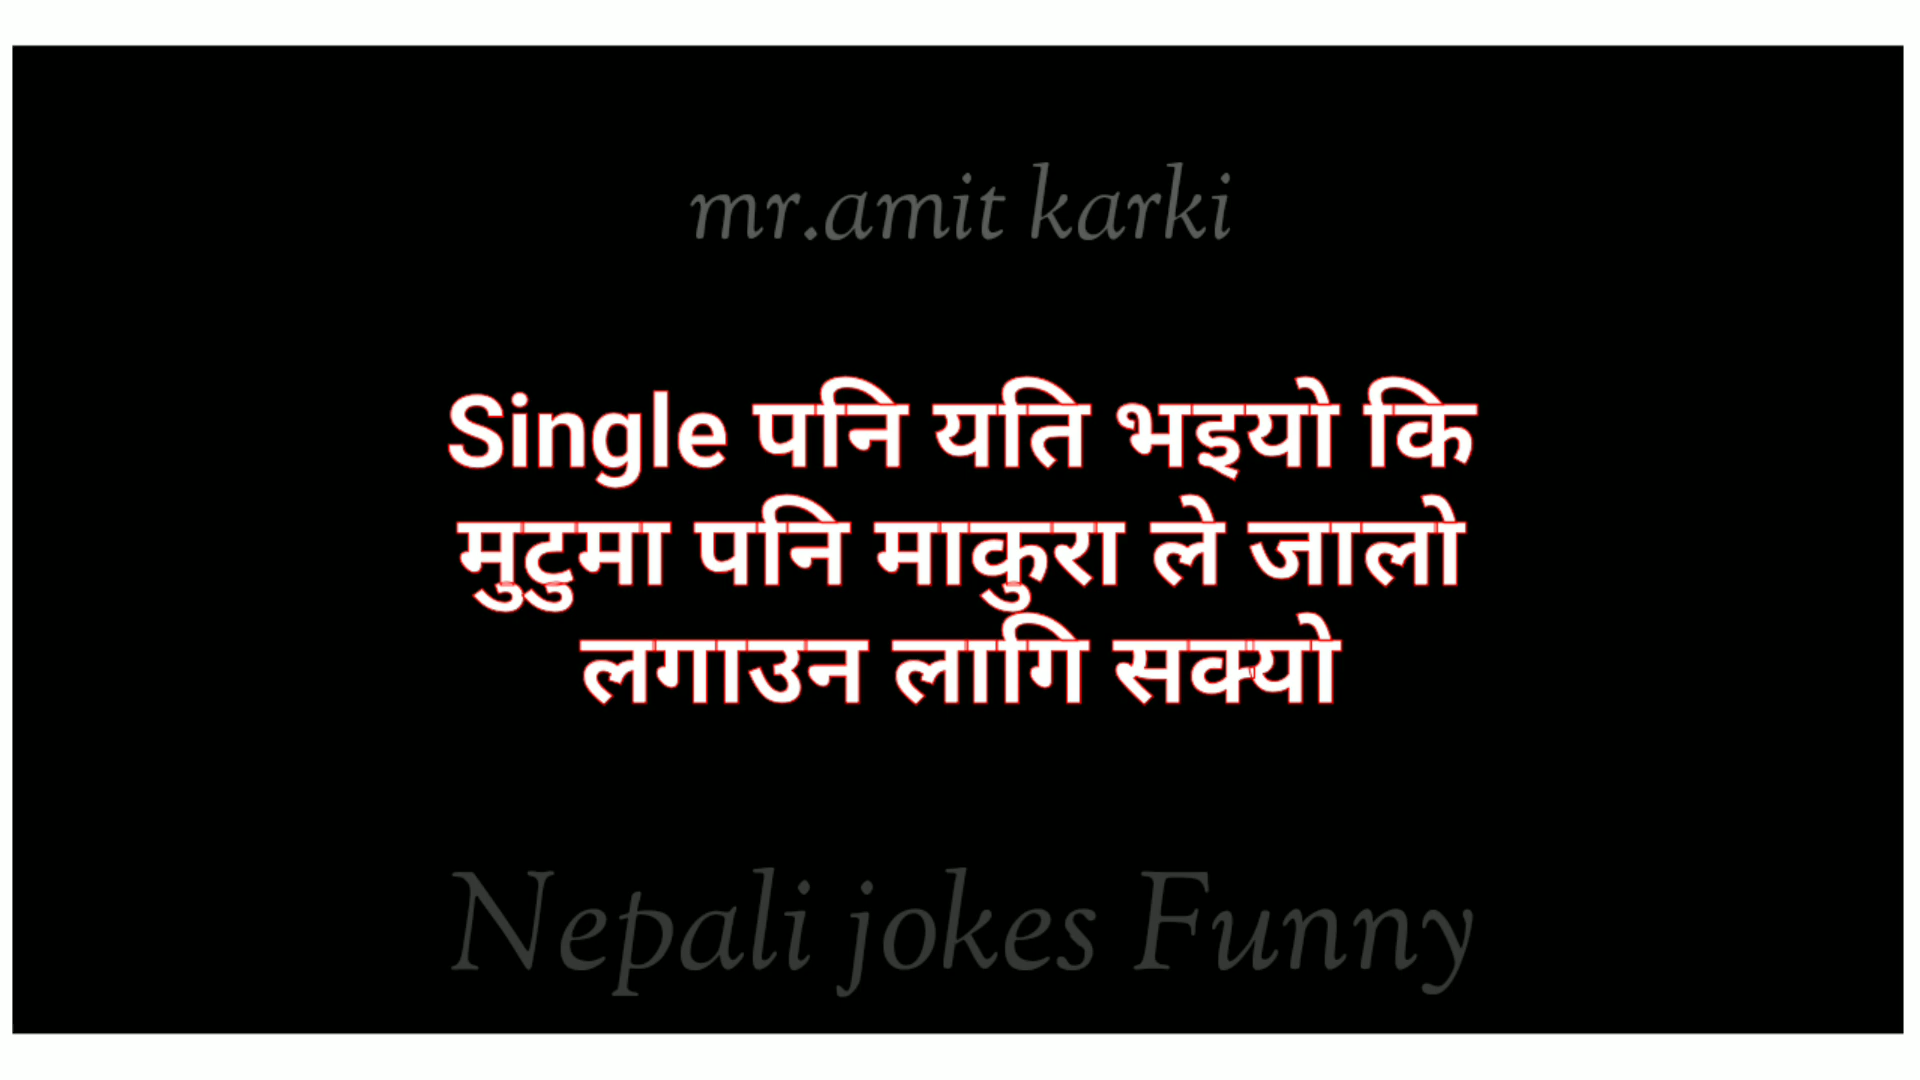 mr.amit karki
Single पनि यति भइयो कि
मुटुमा पनि माकुरा ले जालो
लगाउन लागि सक्यो
Nepali jokes Funny